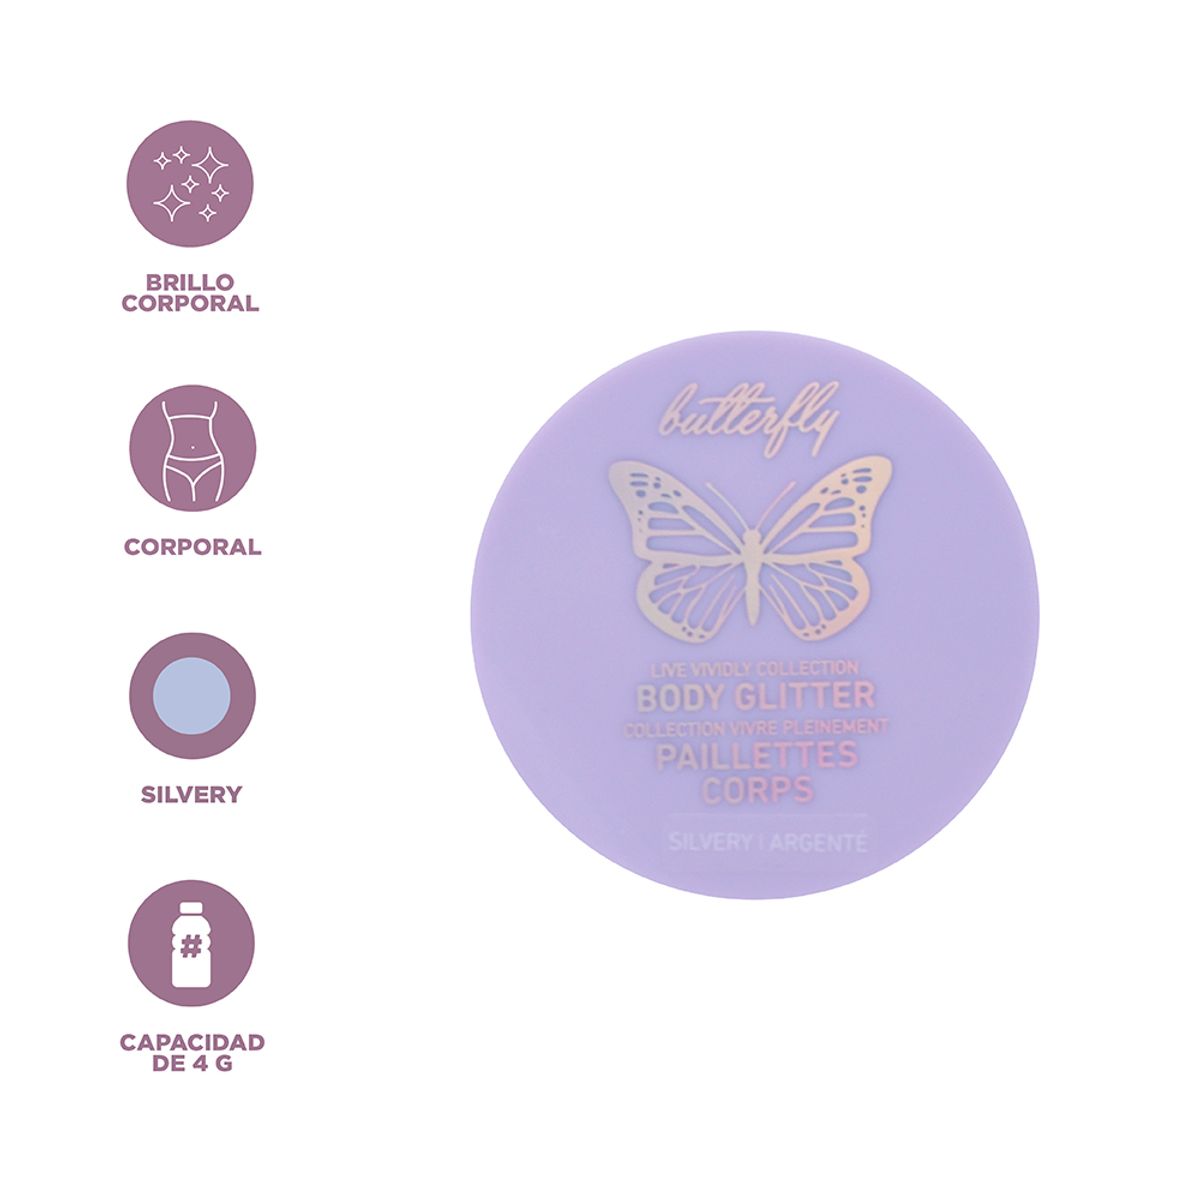 BRILLO
CORPORAL
CORPORAL
SILVERY
#
CAPACIDAD
DE 4 G
butterfly
LIVE VIVIDLY COLLECTION
BODY GLITTER
COLLECTION VIVRE PLEINEMENT
PAILLETTES
CORPS
SILVERY | ARGENTÉ